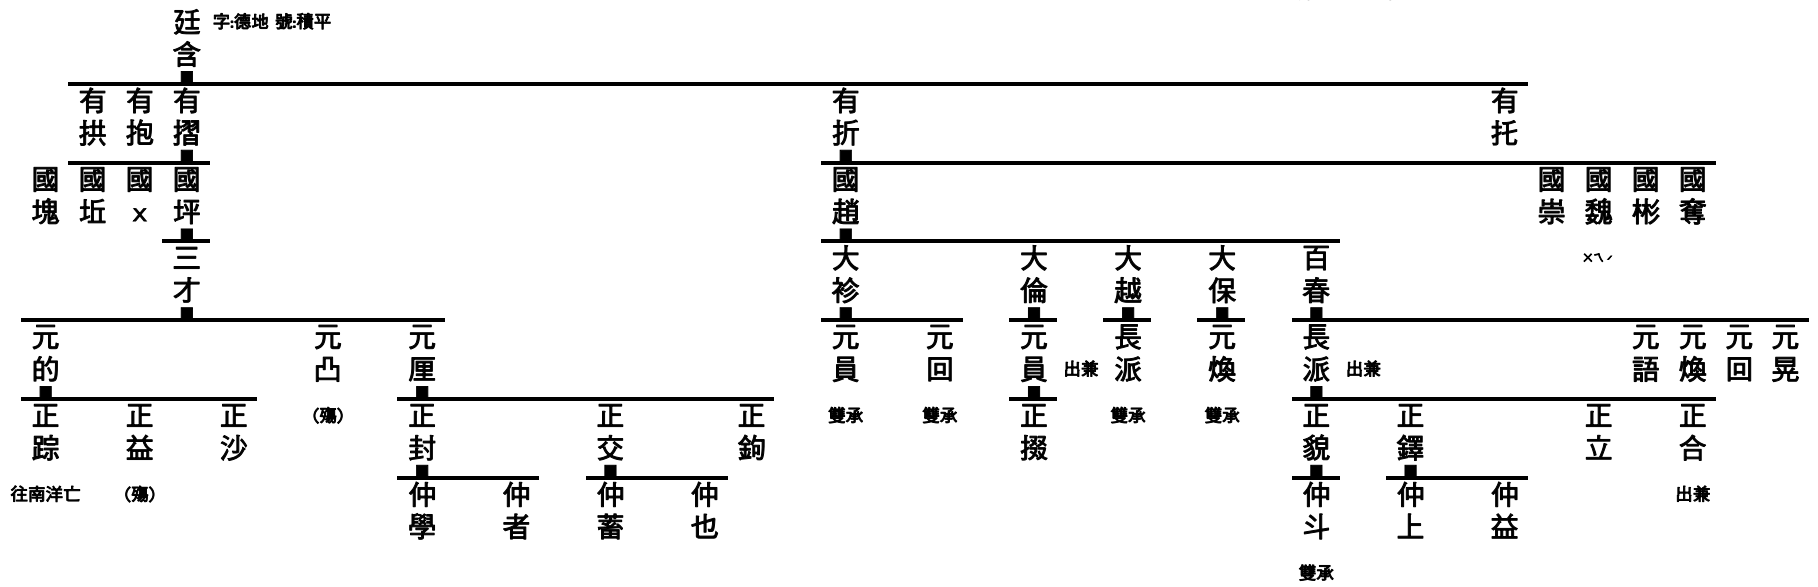 廷含 字:德地 號:積平
有拱 有抱 有摺 有折 有托
國塊 國坵 國x 國坪 國趙 國崇 國魏 國彬 國奪
ㄨㄟˊ
三才 大袗 大倫 大越 大保 百春
元的 元凸 元厘 元員 元回 元員 出兼 長派 元煥 長派 出兼 元語 元煥 元回 元晃
(殤) 雙承 雙承 雙承 雙承
正踪 正益 正沙 正封 正交 正鉤 正掇 正貌 正鐸 正立 正合
往南洋亡 (殤) 出兼
仲學 仲者 仲蓄 仲也 仲斗 仲上 仲益
雙承